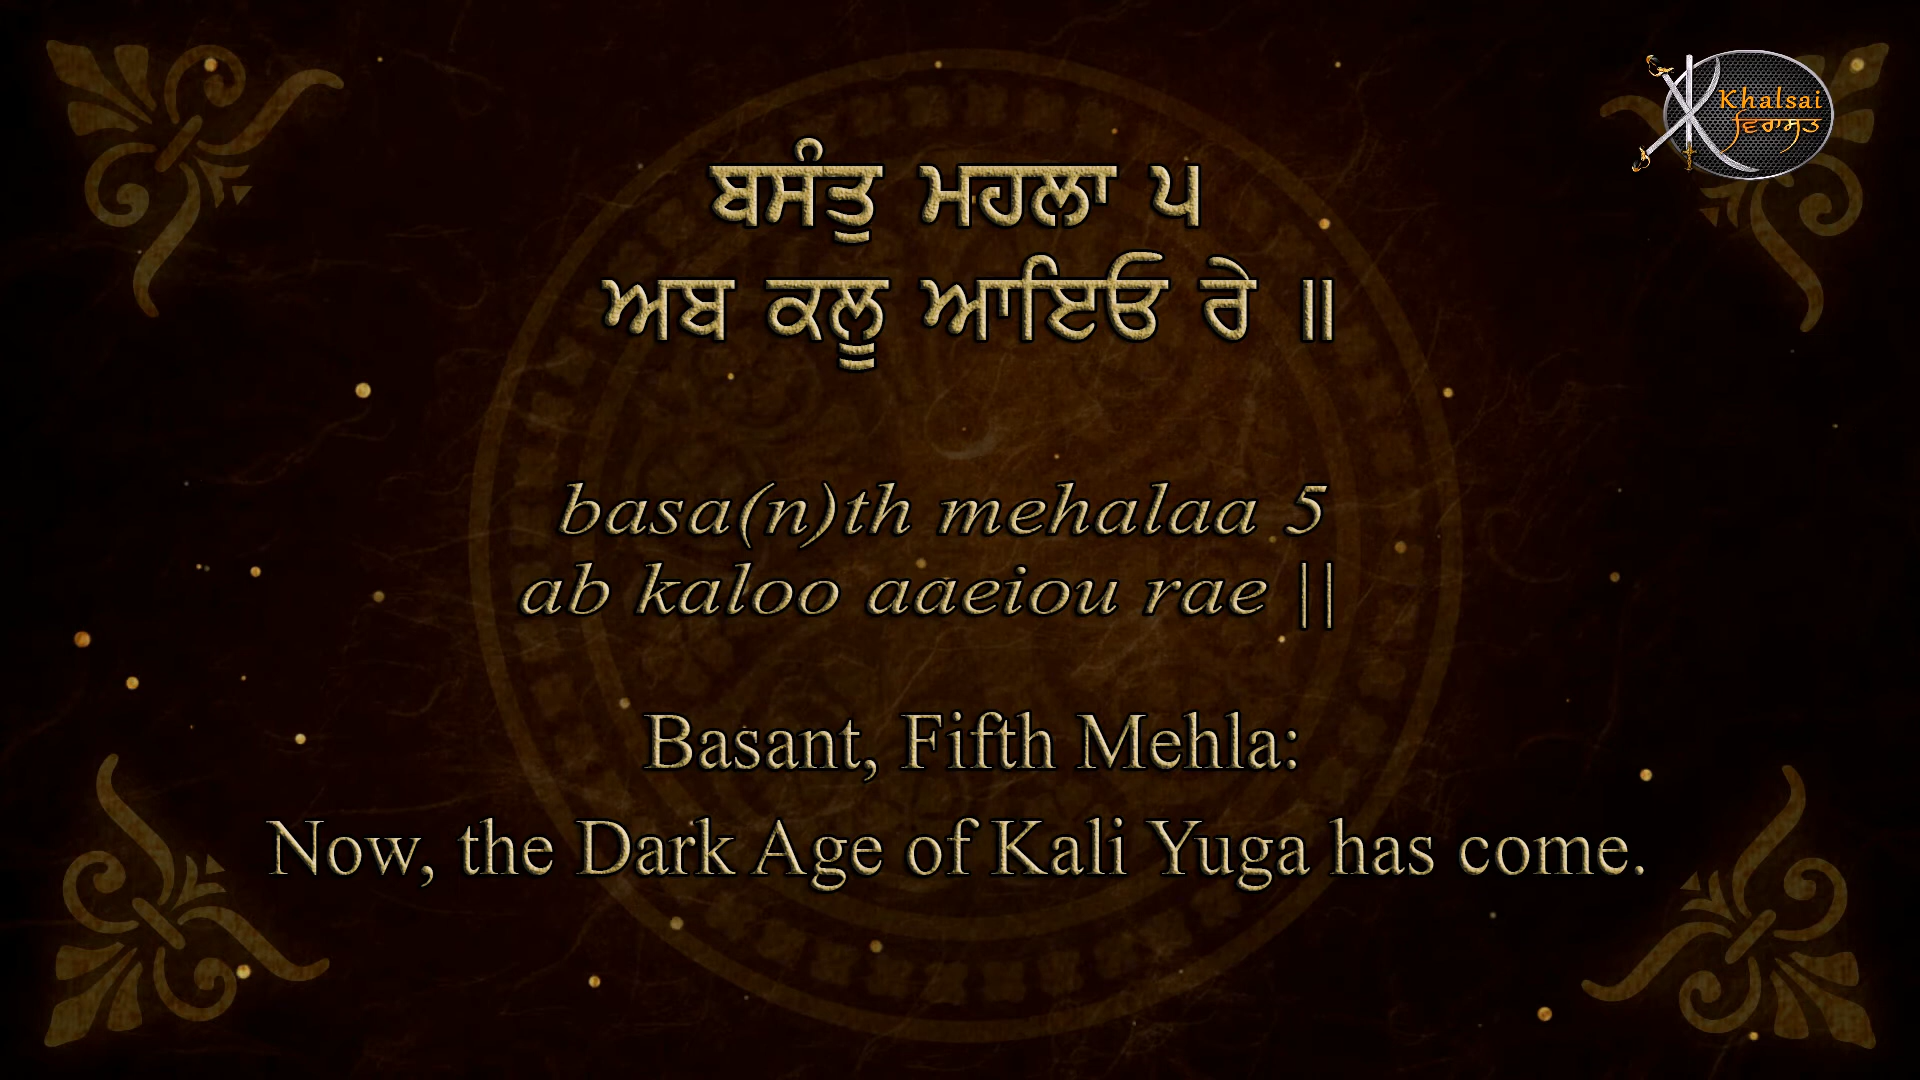 Khalsai
ਵਿਰਾਸਤ
ਬਸੰਤੁ ਮਹਲਾ ੫
ਅਬ ਕਲੂ ਆਇਓ ਰੇ ॥
basa(n)th mehalaa 5
ab kaloo aaeiou rae ||
Basant, Fifth Mehla:
Now, the Dark Age of Kali Yuga has come.